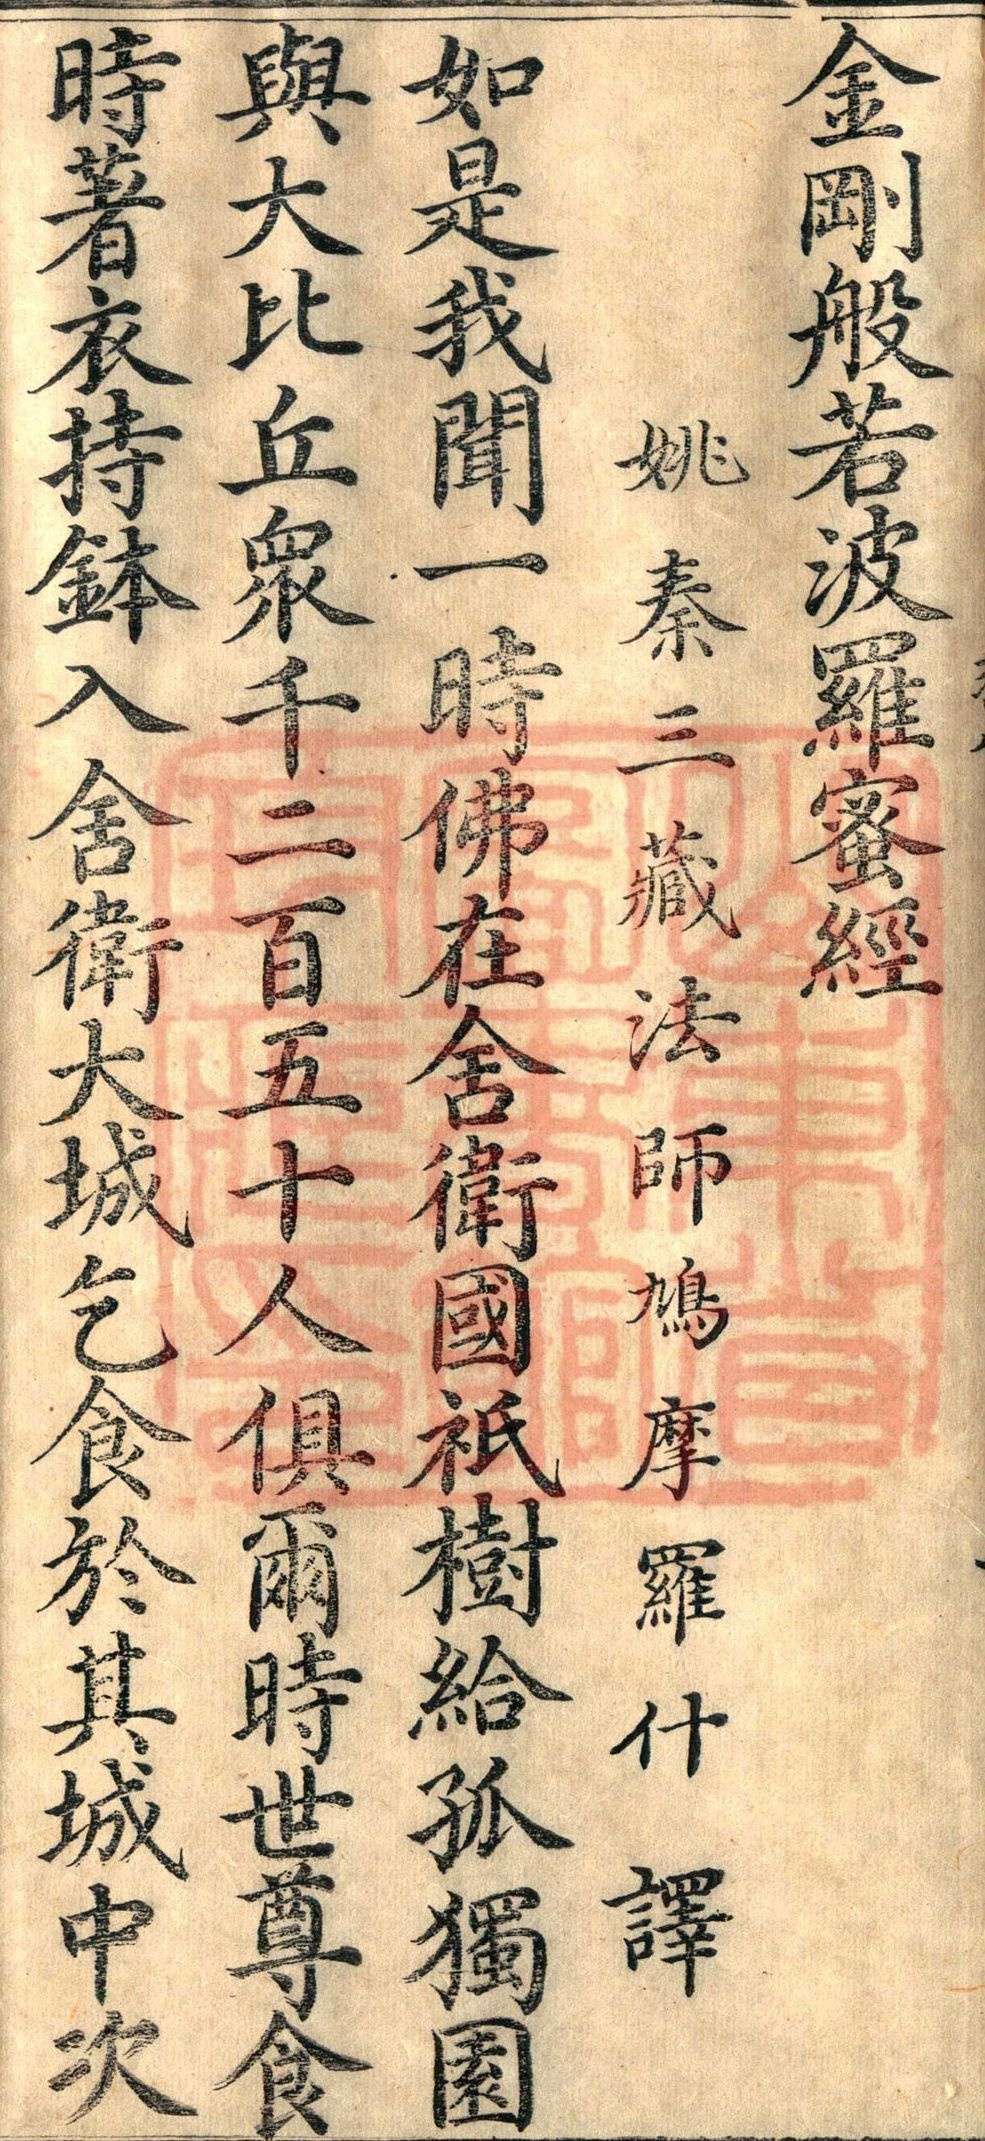 金剛般若波羅蜜經
姚秦三藏法師鳩摩羅什譯
如是我聞一時佛在舍衛國祇樹給孤獨園
與大比丘眾千二百五十人俱爾時世尊食
時著衣持鉢入舍衛大城乞食於其城中次